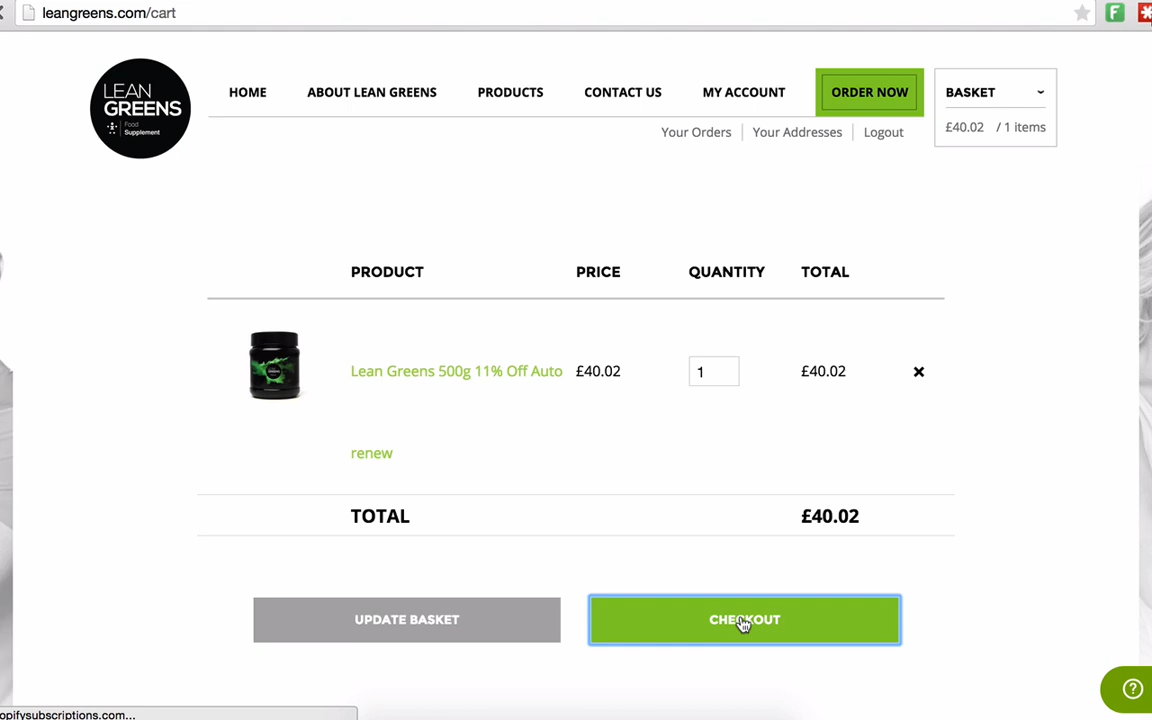 leangreens.com/cart
LEAN
GREENS
Food
Supplement
HOME
ABOUT LEAN GREENS
PRODUCTS
CONTACT US
MY ACCOUNT
ORDER NOW
BASKET
£40.02 / 1 items
Your Orders
Your Addresses
Logout
PRODUCT
PRICE
QUANTITY
TOTAL
Lean Greens 500g 11% Off Auto
£40.02
1
£40.02
renew
TOTAL
£40.02
UPDATE BASKET
CHECKOUT
opifysubscriptions.com...